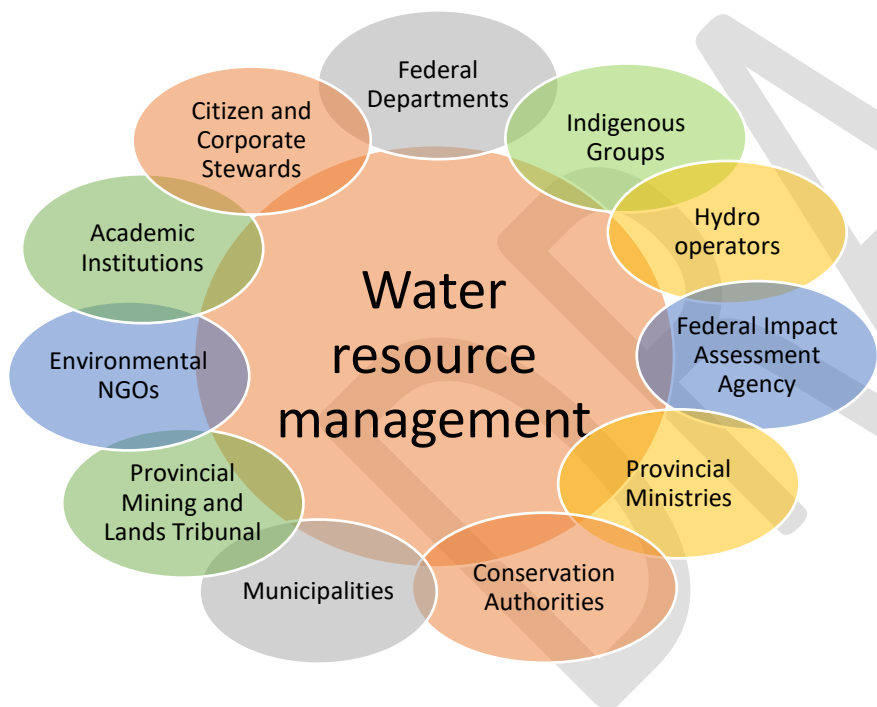 Federal
Departments
Citizen and
Corporate
Stewards
Indigenous
Groups
Academic
Institutions
Hydro
operators
Water
resource
management
Federal Impact
Assessment
Agency
Environmental
NGOs
Provincial
Mining and
Lands Tribunal
Provincial
Ministries
Municipalities
Conservation
Authorities